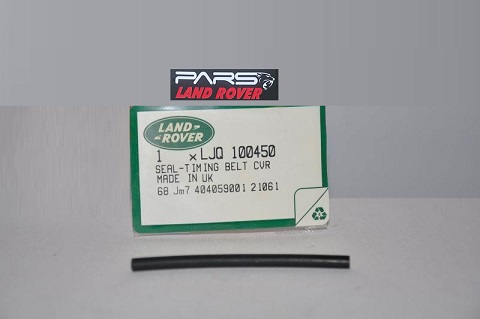 PARS
LAND ROVER
LAND-
-ROVER
1 x LJQ 100450
SEAL-TIMING BELT CVR
MADE IN UK
68 Jm7 404059001 21061